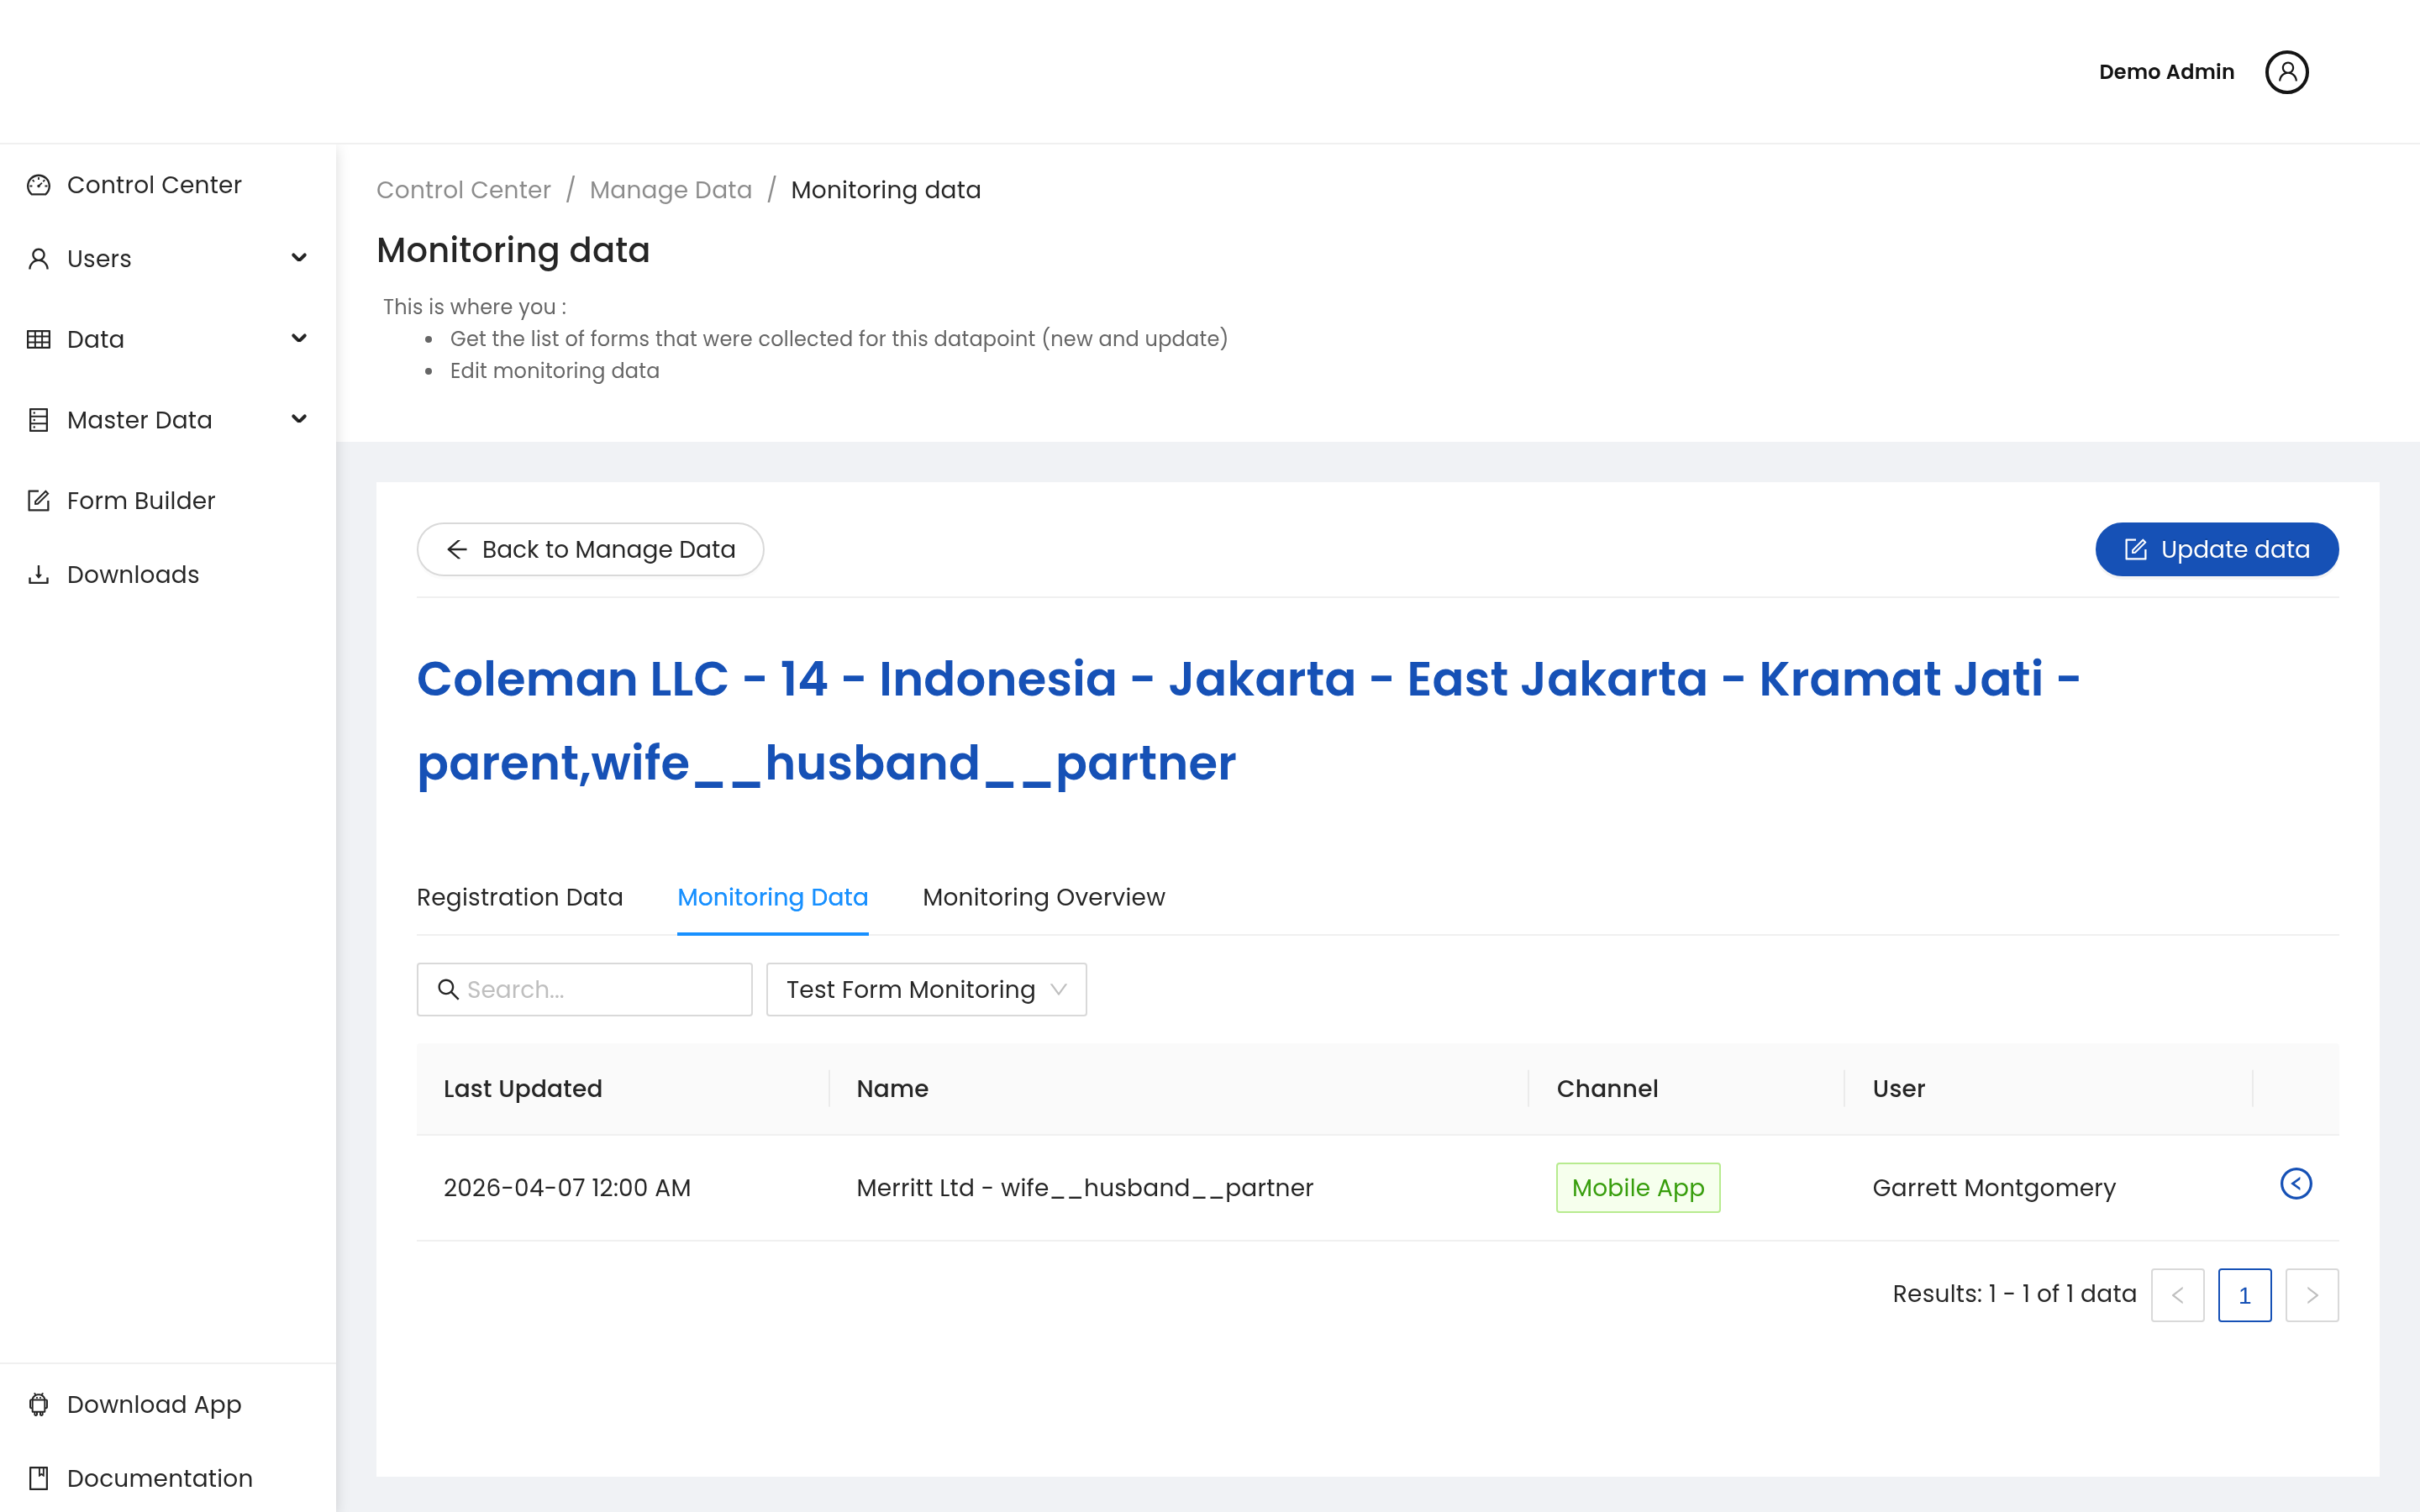 Demo Admin
Control Center
Users
Data
Master Data
Form Builder
Downloads
Download App
Documentation
Control Center / Manage Data / Monitoring data
Monitoring data
This is where you :
• Get the list of forms that were collected for this datapoint (new and update)
• Edit monitoring data
Back to Manage Data
Update data
Coleman LLC - 14 - Indonesia - Jakarta - East Jakarta - Kramat Jati -
parent,wife__husband__partner
Registration Data Monitoring Data Monitoring Overview
Search... Test Form Monitoring
Last Updated Name Channel User
2026-04-07 12:00 AM Merritt Ltd - wife__husband__partner Mobile App Garrett Montgomery
Results: 1 - 1 of 1 data < 1 >